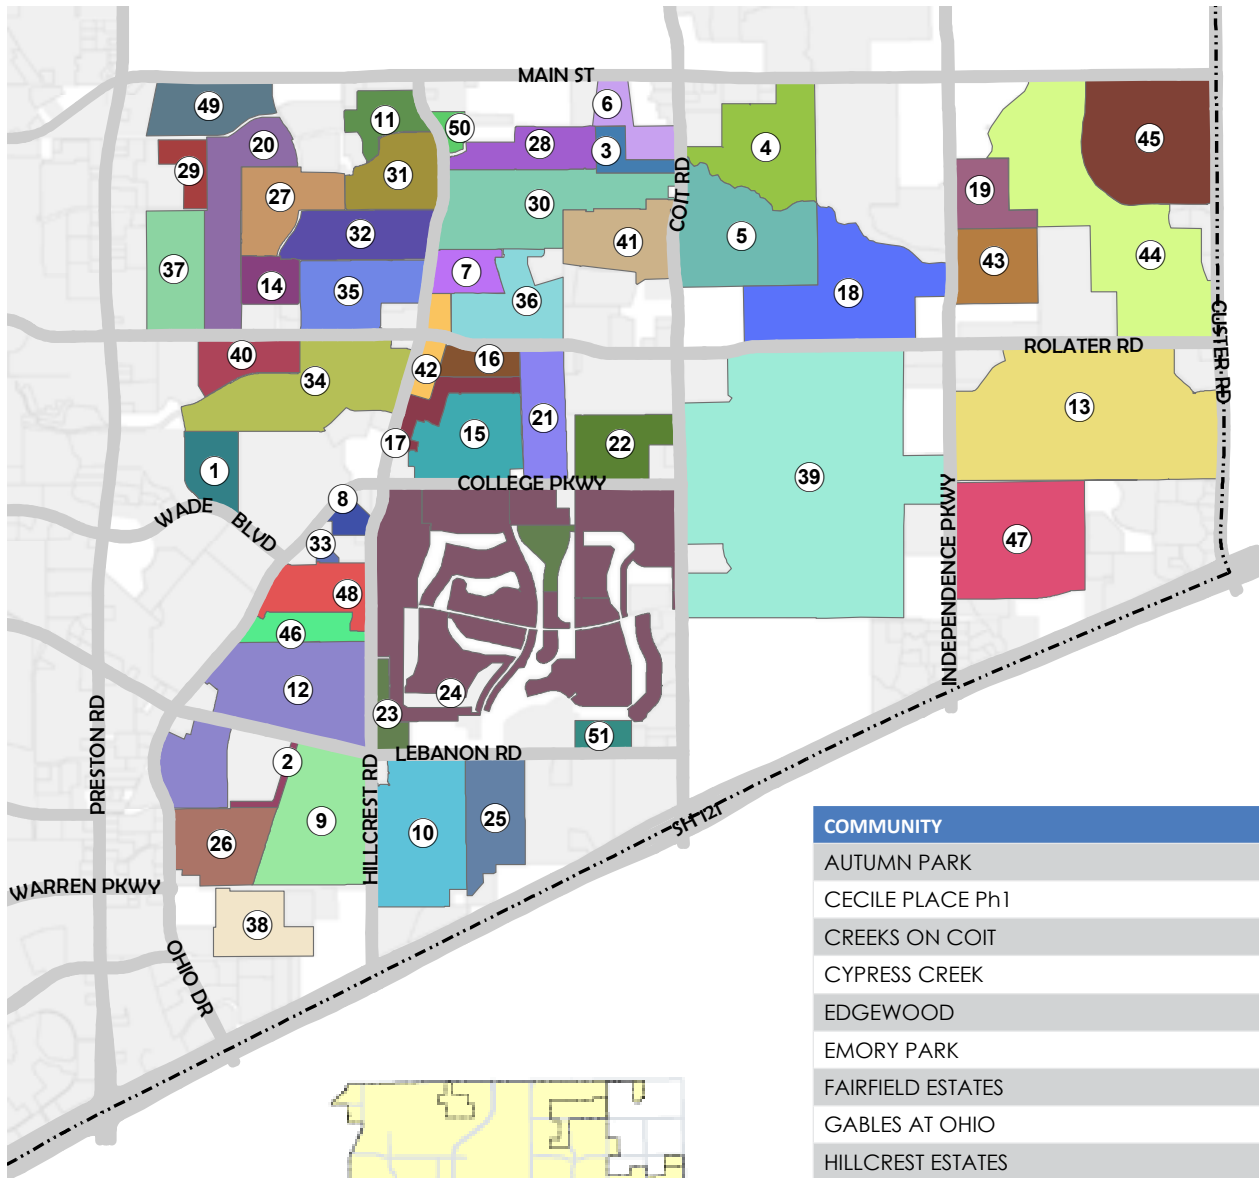 MAIN ST
49
6
11
50
20
28
3
4
45
29
31
COIT RD
19
27
30
32
41
5
43
44
37
7
14
35
36
18
CUSTER RD
ROLATER RD
40
16
42
34
13
21
15
17
22
1
39
COLLEGE PKWY
INDEPENDENCE PKWY
8
WADE BLVD
33
47
48
46
12
24
23
PRESTON RD
51
LEBANON RD
2
HILLCREST RD
9
10
25
SH 121
26
WARREN PKWY
38
OHIO DR
COMMUNITY
AUTUMN PARK
CECILE PLACE Ph1
CREEKS ON COIT
CYPRESS CREEK
EDGEWOOD
EMORY PARK
FAIRFIELD ESTATES
GABLES AT OHIO
HILLCREST ESTATES